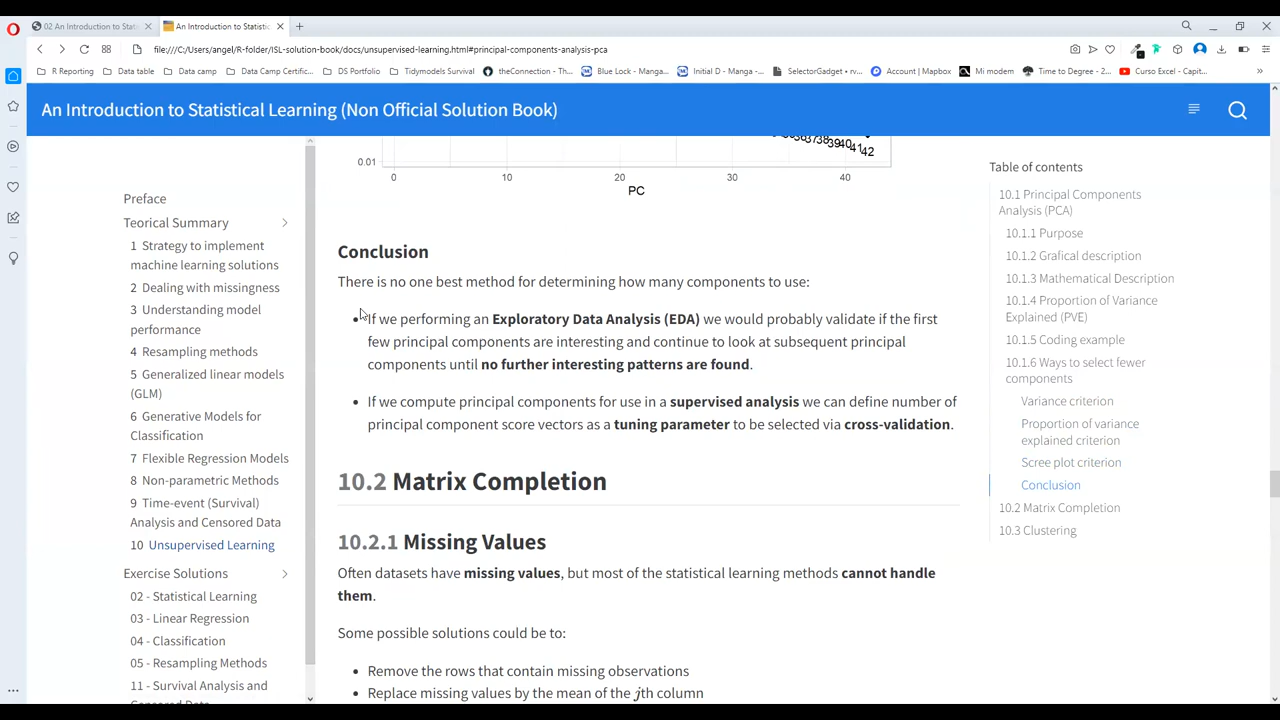 02 An Introduction to Stati
An Introduction to Statistic
file:///C:/Users/angel/R-folder/ISL-solution-book/docs/unsupervised-learning.html#principal-components-analysis-pca
R Reporting
Data table
Data camp
Data Camp Certific...
DS Portfolio
Tidymodels Survival
theConnection - Th...
Blue Lock - Manga...
Initial D - Manga -...
SelectorGadget • rv...
Account | Mapbox
Mi modem
Time to Degree - 2...
Curso Excel - Capit...
An Introduction to Statistical Learning (Non Official Solution Book)
Preface
Teorical Summary
1 Strategy to implement
machine learning solutions
2 Dealing with missingness
3 Understanding model
performance
4 Resampling methods
5 Generalized linear models
(GLM)
6 Generative Models for
Classification
7 Flexible Regression Models
8 Non-parametric Methods
9 Time-event (Survival)
Analysis and Censored Data
10 Unsupervised Learning
Exercise Solutions
02 - Statistical Learning
03 - Linear Regression
04 - Classification
05 - Resampling Methods
11 - Survival Analysis and
38 39 40 41 42
0.01
0 10 20 30 40
PC
Conclusion
There is no one best method for determining how many components to use:
• If we performing an Exploratory Data Analysis (EDA) we would probably validate if the first
few principal components are interesting and continue to look at subsequent principal
components until no further interesting patterns are found.
• If we compute principal components for use in a supervised analysis we can define number of
principal component score vectors as a tuning parameter to be selected via cross-validation.
10.2 Matrix Completion
10.2.1 Missing Values
Often datasets have missing values, but most of the statistical learning methods cannot handle
them.
Some possible solutions could be to:
• Remove the rows that contain missing observations
• Replace missing values by the mean of the jth column
Table of contents
10.1 Principal Components
Analysis (PCA)
10.1.1 Purpose
10.1.2 Grafical description
10.1.3 Mathematical Description
10.1.4 Proportion of Variance
Explained (PVE)
10.1.5 Coding example
10.1.6 Ways to select fewer
components
Variance criterion
Proportion of variance
explained criterion
Scree plot criterion
Conclusion
10.2 Matrix Completion
10.3 Clustering